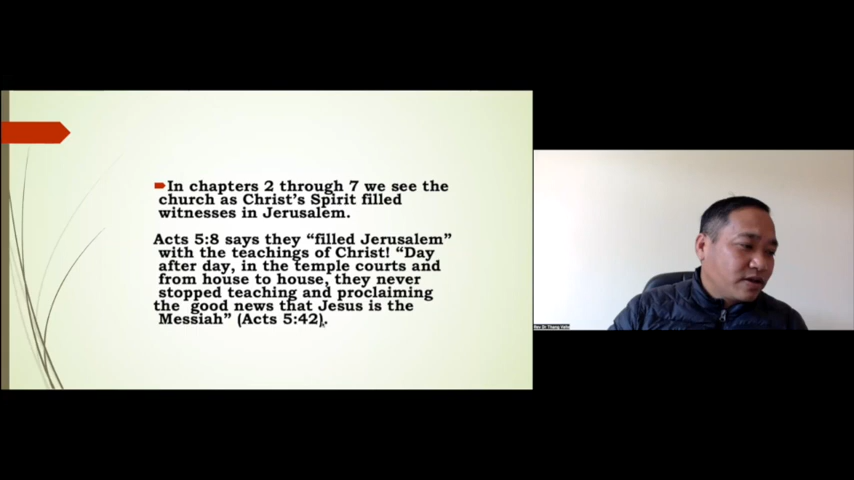 In chapters 2 through 7 we see the
church as Christ's Spirit filled
witnesses in Jerusalem.
Acts 5:8 says they “filled Jerusalem”
with the teachings of Christ! “Day
after day, in the temple courts and
from house to house, they never
stopped teaching and proclaiming
the good news that Jesus is the
Messiah” (Acts 5:42).
Rev Dr Thang